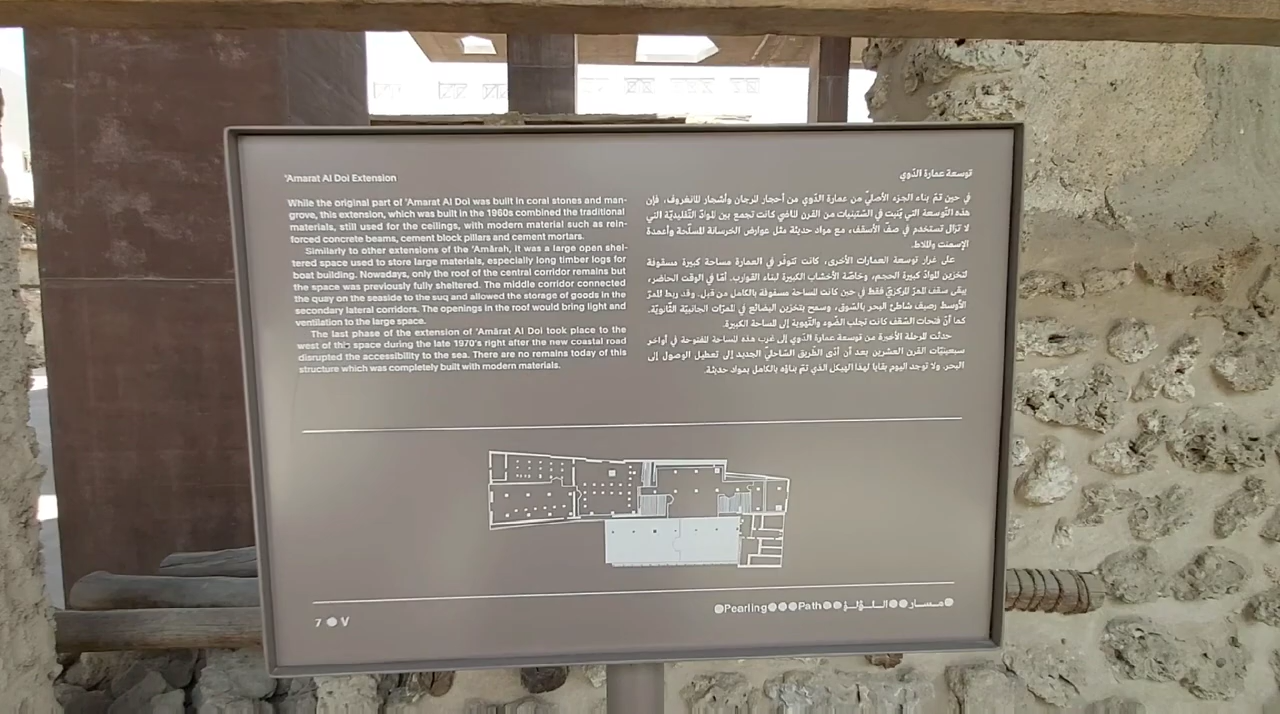 'Amarat Al Doi Extension
While the original part of 'Amarat Al Doi was built in coral stones and man-
grove, this extension, which was built in the 1960s combined the traditional
materials, still used for the ceilings, with modern material such as rein-
forced concrete beams, cement block pillars and cement mortars.
Similarly to other extensions of the 'Amārah, it was a large open shel-
tered space used to store large materials, especially long timber logs for
boat building. Nowadays, only the roof of the central corridor remains but
the space was previously fully sheltered. The middle corridor connected
the quay on the seaside to the suq and allowed the storage of goods in the
secondary lateral corridors. The openings in the roof would bring light and
ventilation to the large space.
The last phase of the extension of 'Amārat Al Doi took place to the
west of this space during the late 1970's right after the new coastal road
disrupted the accessibility to the sea. There are no remains today of this
structure which was completely built with modern materials.
توسعة عمارة الدّوي
في حين تمّ بناء الجزء الأصليّ من عمارة الدّوي من أحجار المرجان وأشجار المانغروف، فإن
هذه التّوسعة التي بُنيت في السّتينيات من القرن الماضي كانت تجمع بين الموادّ التّقليديّة التي
لا تزال تستخدم في صفّ الأسقف، مع مواد حديثة مثل عوارض الخرسانة المسلّحة وأعمدة
الإسمنت والملاط.
على غرار توسعة العمارات الأخرى، كانت تتوفّر في العمارة مساحة كبيرة مسقوفة
لتخزين الموادّ كبيرة الحجم، وخاصّة الأخشاب الكبيرة لبناء القوارب. أمّا في الوقت الحاضر،
يبقى سقف الممرّ المركزيّ فقط في حين كانت المساحة مسقوفة بالكامل من قبل. وقد ربط الممرّ
الأوسط رصيف شاطئ البحر بالسّوق، وسمح بتخزين البضائع في الممرّات الجانبيّة الثّانويّة.
كما أنّ فتحات السّقف كانت تجلب الضّوء والتّهوية إلى المساحة الكبيرة.
حدثت المرحلة الأخيرة من توسعة عمارة الدّوي إلى غرب هذه المساحة المفتوحة في أواخر
سبعينيّات القرن العشرين بعد أن أدّى الطّريق السّاحليّ الجديد إلى تعطيل الوصول إلى
البحر. ولا توجد اليوم بقايا لهذا الهيكل الذي تمّ بناؤه بالكامل بمواد حديثة.
7 ● ٧
●Pearling●●●Path●●مسار●●اللؤلؤ●